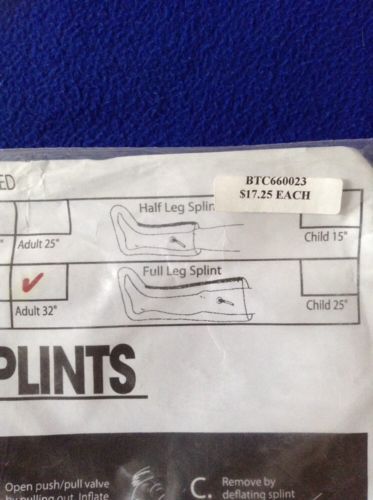 ED
BTC660023
$17.25 EACH
Half Leg
Adult 25"
Child 15"
Full Leg Splint
Adult 32"
Child 25"
PLINTS
Open push/pull valve
by pulling out. Inflate
C. Remove by
deflating splint